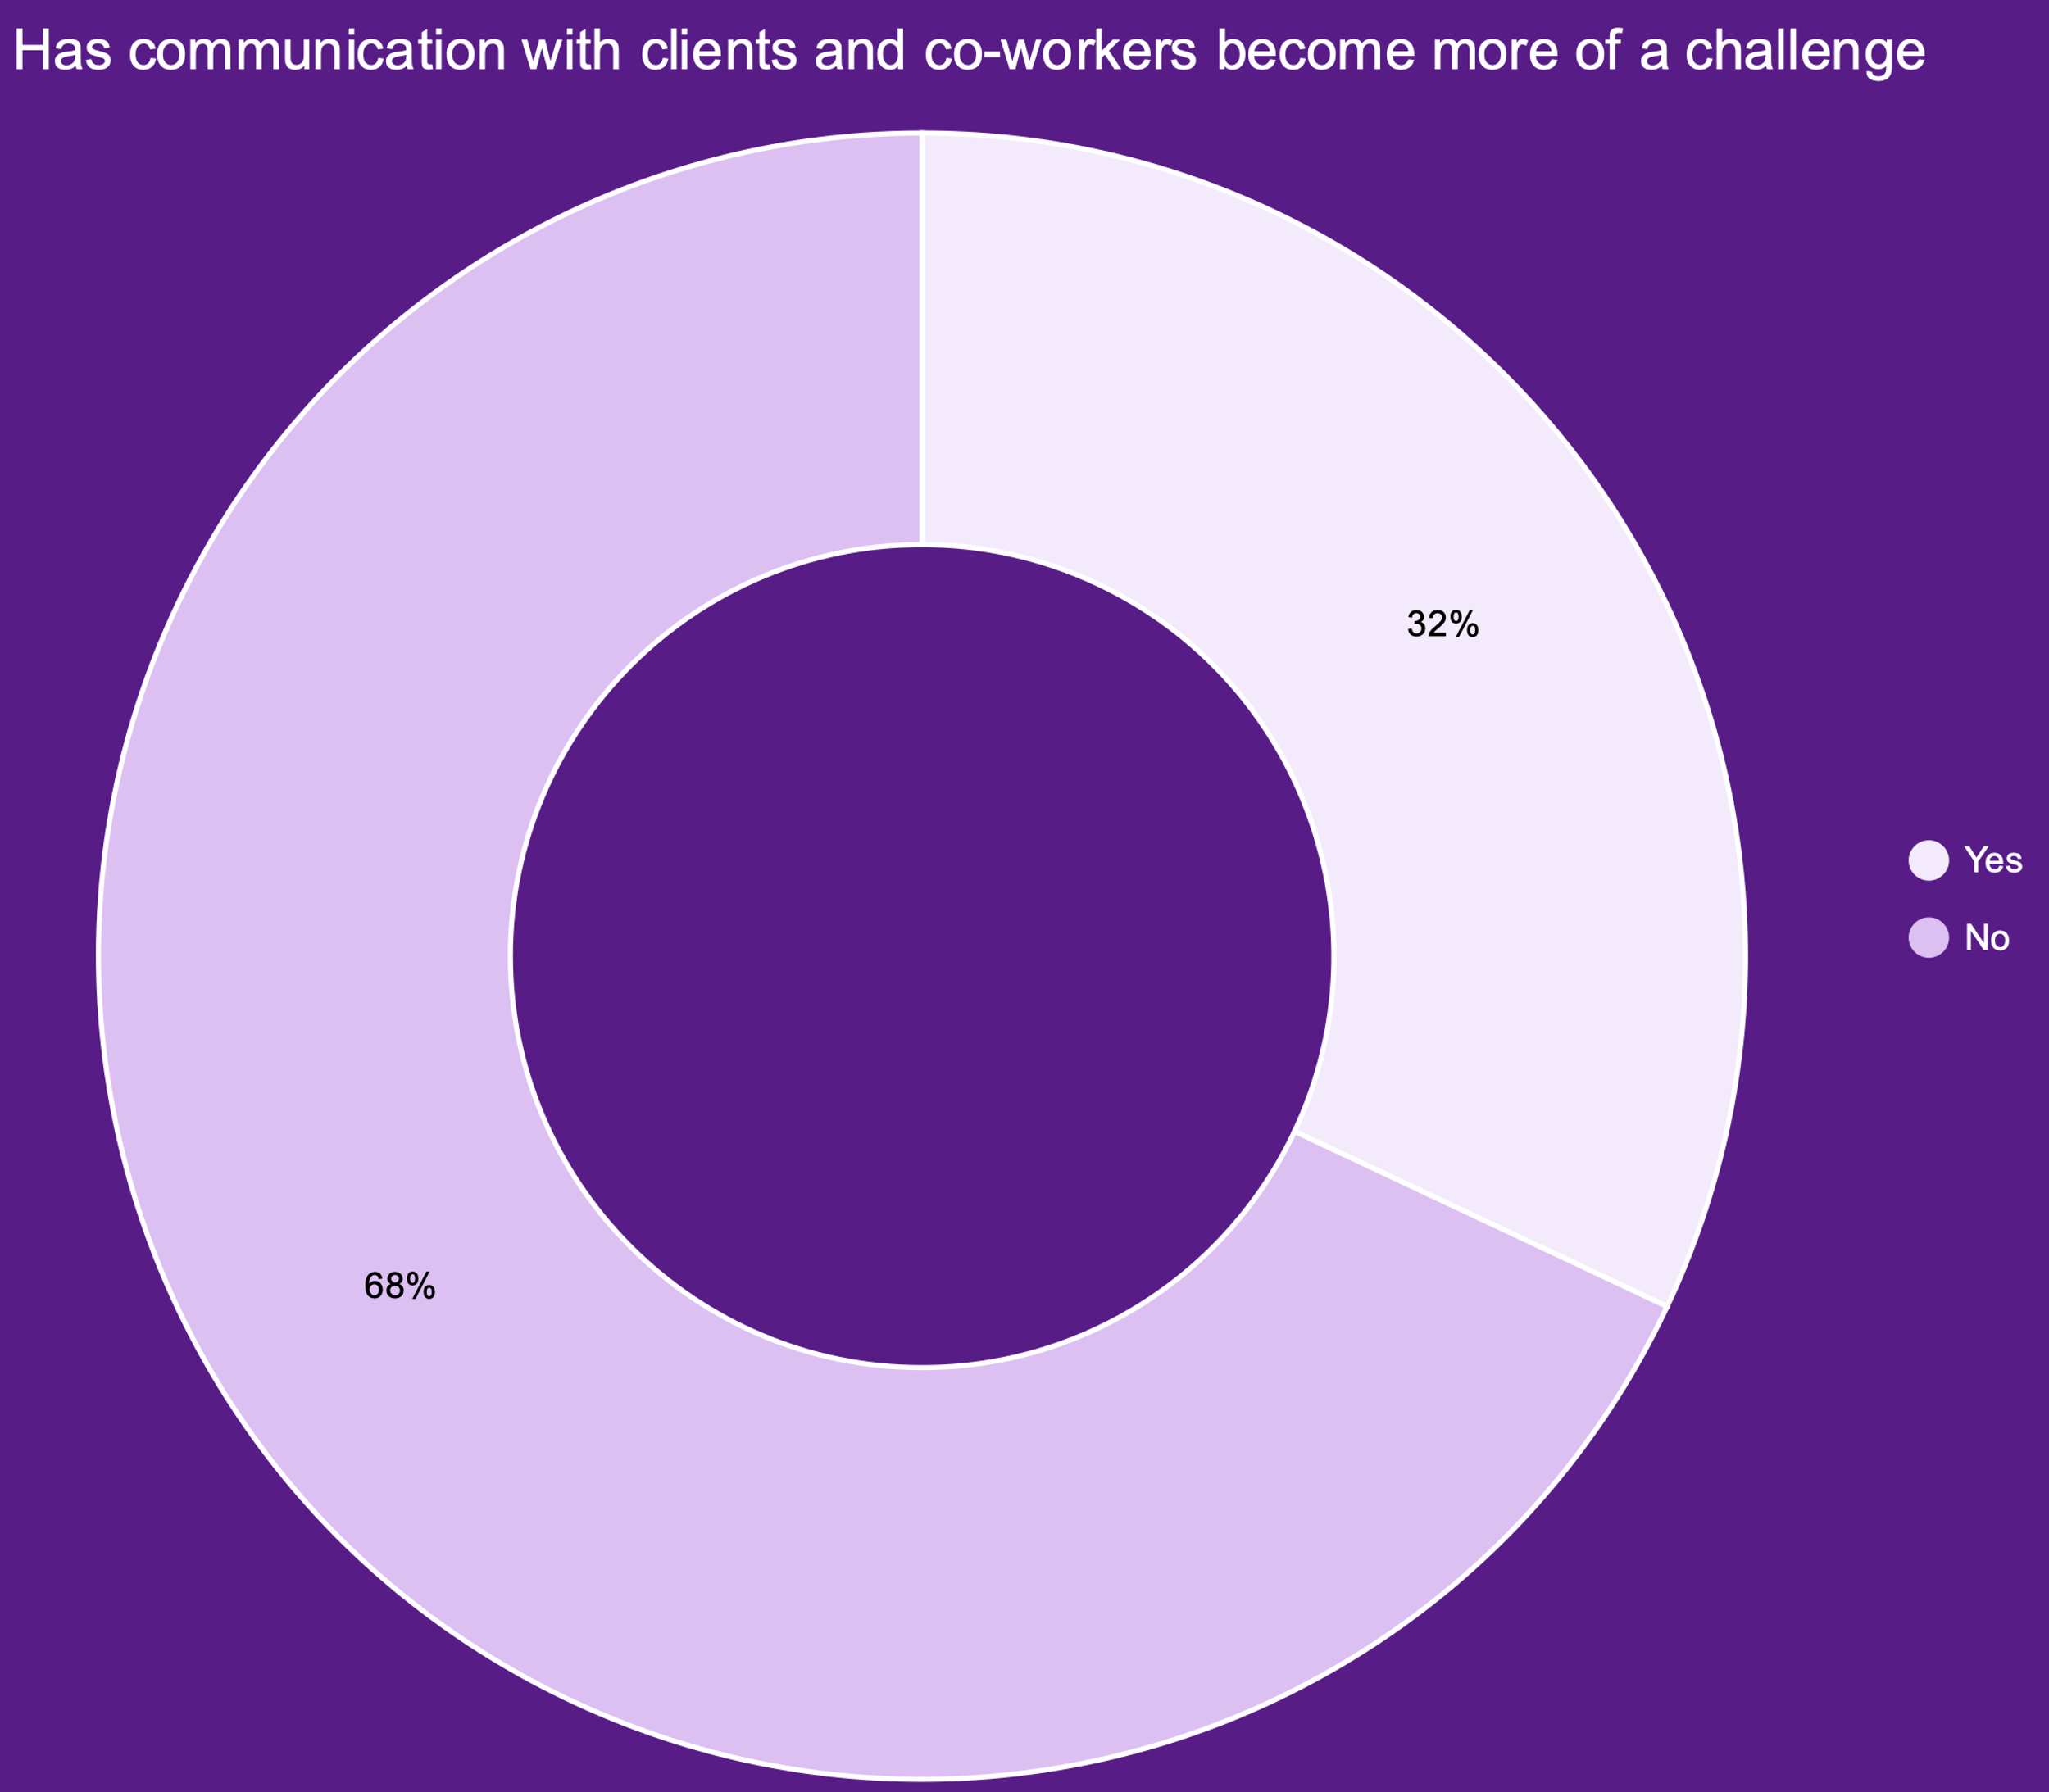 Has communication with clients and co-workers become more of a challenge
32%
Yes
No
68%